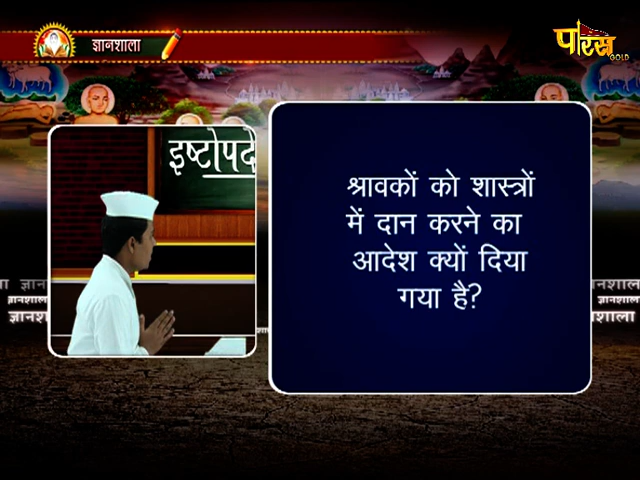 ज्ञानशाला
पारस
GOLD
इष्टोपदे
श्रावकों को शास्त्रों
में दान करने का
आदेश क्यों दिया
गया है?
ज्ञानशाला
ज्ञानशाला
ज्ञानशाला
ज्ञानशाला
ज्ञानशाला